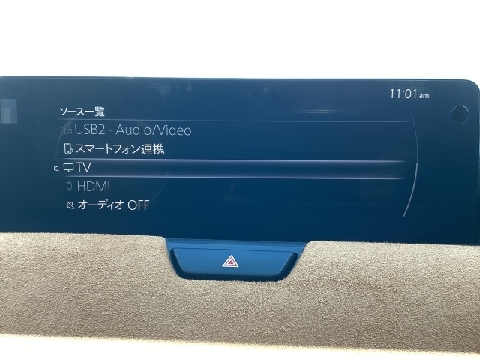 11:01am
ソース一覧
USB2 - Audio/Video
スマートフォン連携
TV
HDMI
オーディオ OFF